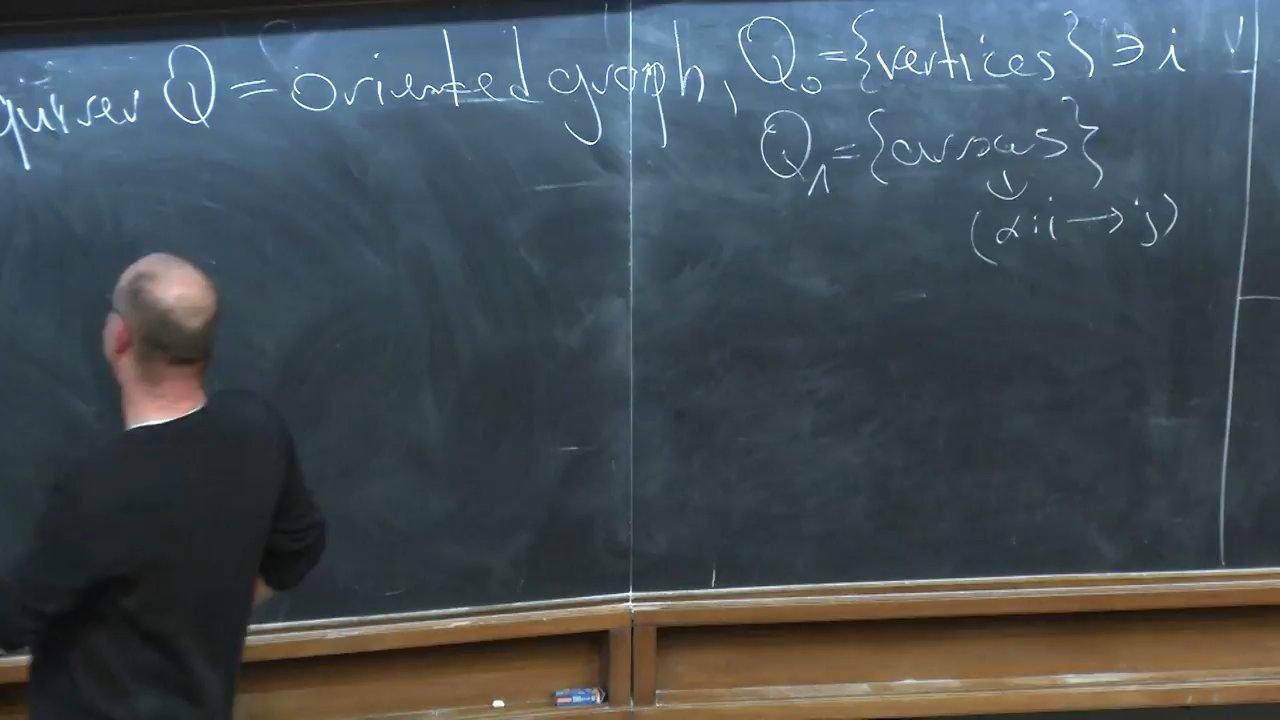 quiver Q = oriented graph, Q₀ = {vertices} ∋ i
Q₁ = {arrows}
∪
(α: i → j)